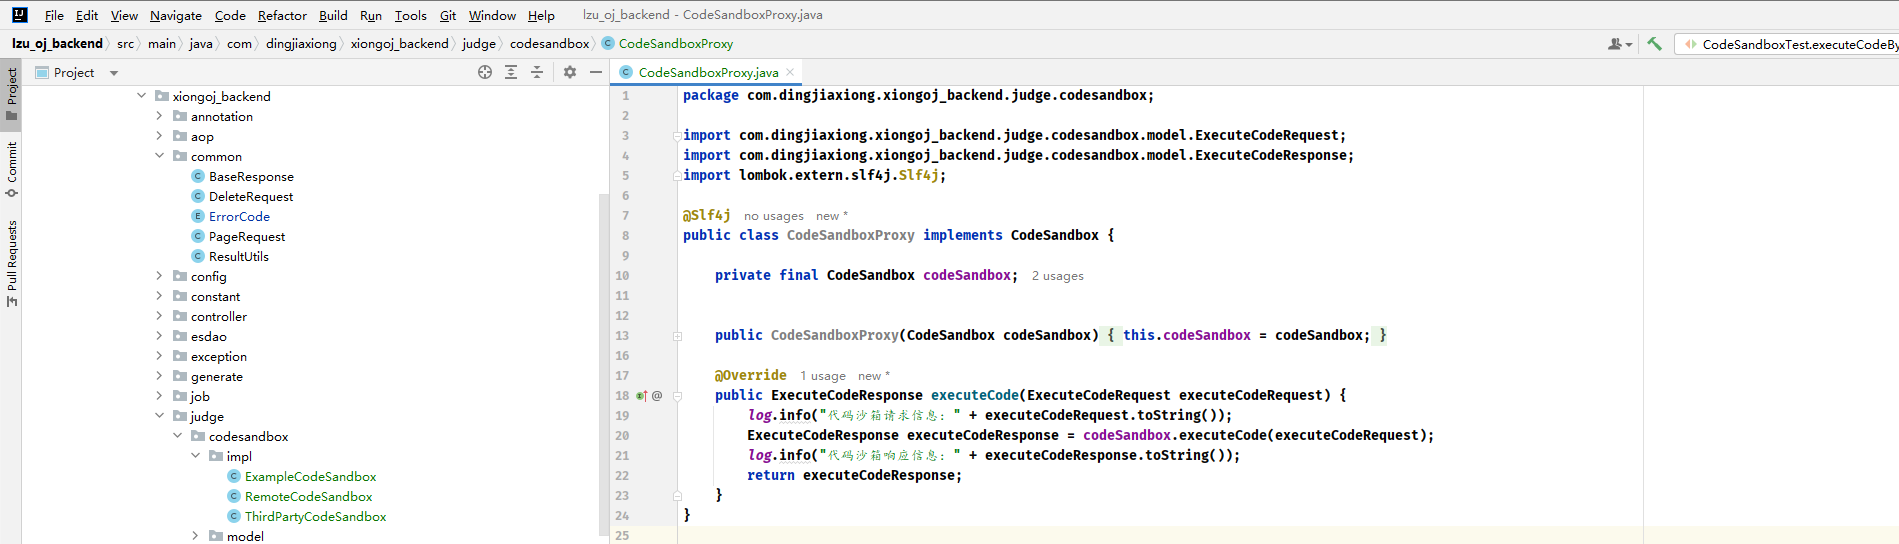 File Edit View Navigate Code Refactor Build Run Tools Git Window Help lzu_oj_backend - CodeSandboxProxy.java
lzu_oj_backend src main java com dingjiaxiong xiongoj_backend judge codesandbox CodeSandboxProxy CodeSandboxTest.executeCodeBy
Project
Commit
Pull Requests
Project
xiongoj_backend
annotation
aop
common
BaseResponse
DeleteRequest
ErrorCode
PageRequest
ResultUtils
config
constant
controller
esdao
exception
generate
job
judge
codesandbox
impl
ExampleCodeSandbox
RemoteCodeSandbox
ThirdPartyCodeSandbox
model
CodeSandboxProxy.java
1 package com.dingjiaxiong.xiongoj_backend.judge.codesandbox;
2
3 import com.dingjiaxiong.xiongoj_backend.judge.codesandbox.model.ExecuteCodeRequest;
4 import com.dingjiaxiong.xiongoj_backend.judge.codesandbox.model.ExecuteCodeResponse;
5 import lombok.extern.slf4j.Slf4j;
6
7 @Slf4j no usages new *
8 public class CodeSandboxProxy implements CodeSandbox {
9
10 private final CodeSandbox codeSandbox; 2 usages
11
12
13 public CodeSandboxProxy(CodeSandbox codeSandbox) { this.codeSandbox = codeSandbox; }
16
17 @Override 1 usage new *
18 public ExecuteCodeResponse executeCode(ExecuteCodeRequest executeCodeRequest) {
19 log.info("代码沙箱请求信息：" + executeCodeRequest.toString());
20 ExecuteCodeResponse executeCodeResponse = codeSandbox.executeCode(executeCodeRequest);
21 log.info("代码沙箱响应信息：" + executeCodeResponse.toString());
22 return executeCodeResponse;
23 }
24 }
25